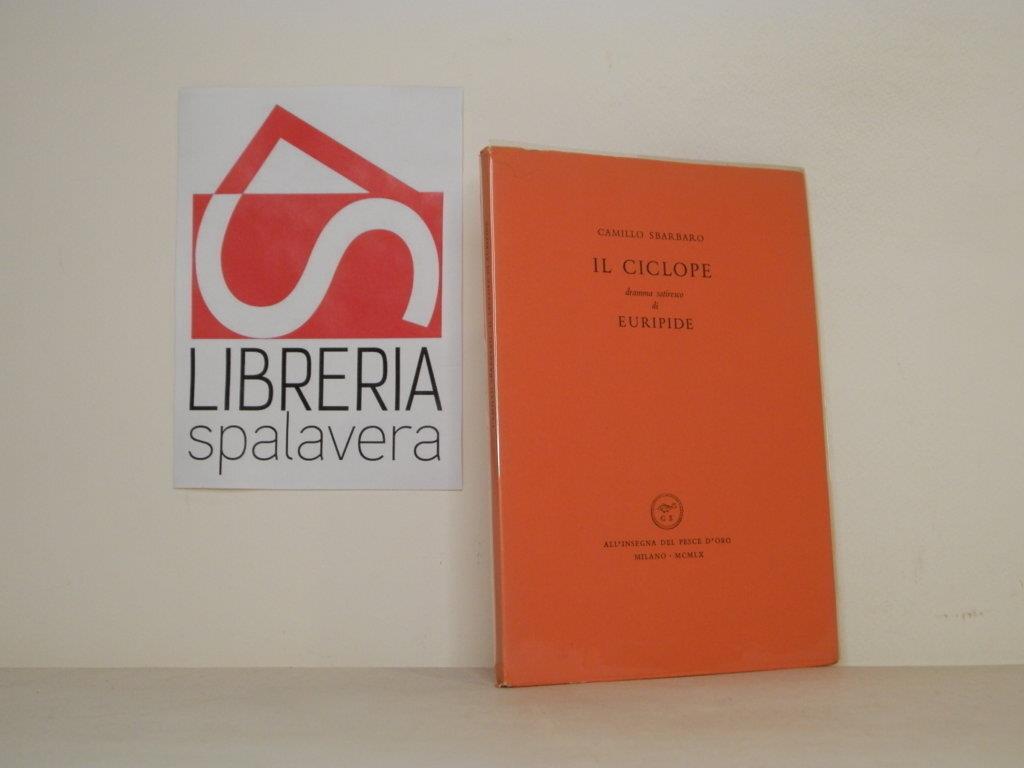 LIBRERIA
spalavera
CAMILLO SBARBARO
IL CICLOPE
dramma satiresco
di
EURIPIDE
ALL'INSEGNA DEL PESCE D'ORO
MILANO · MCMLX